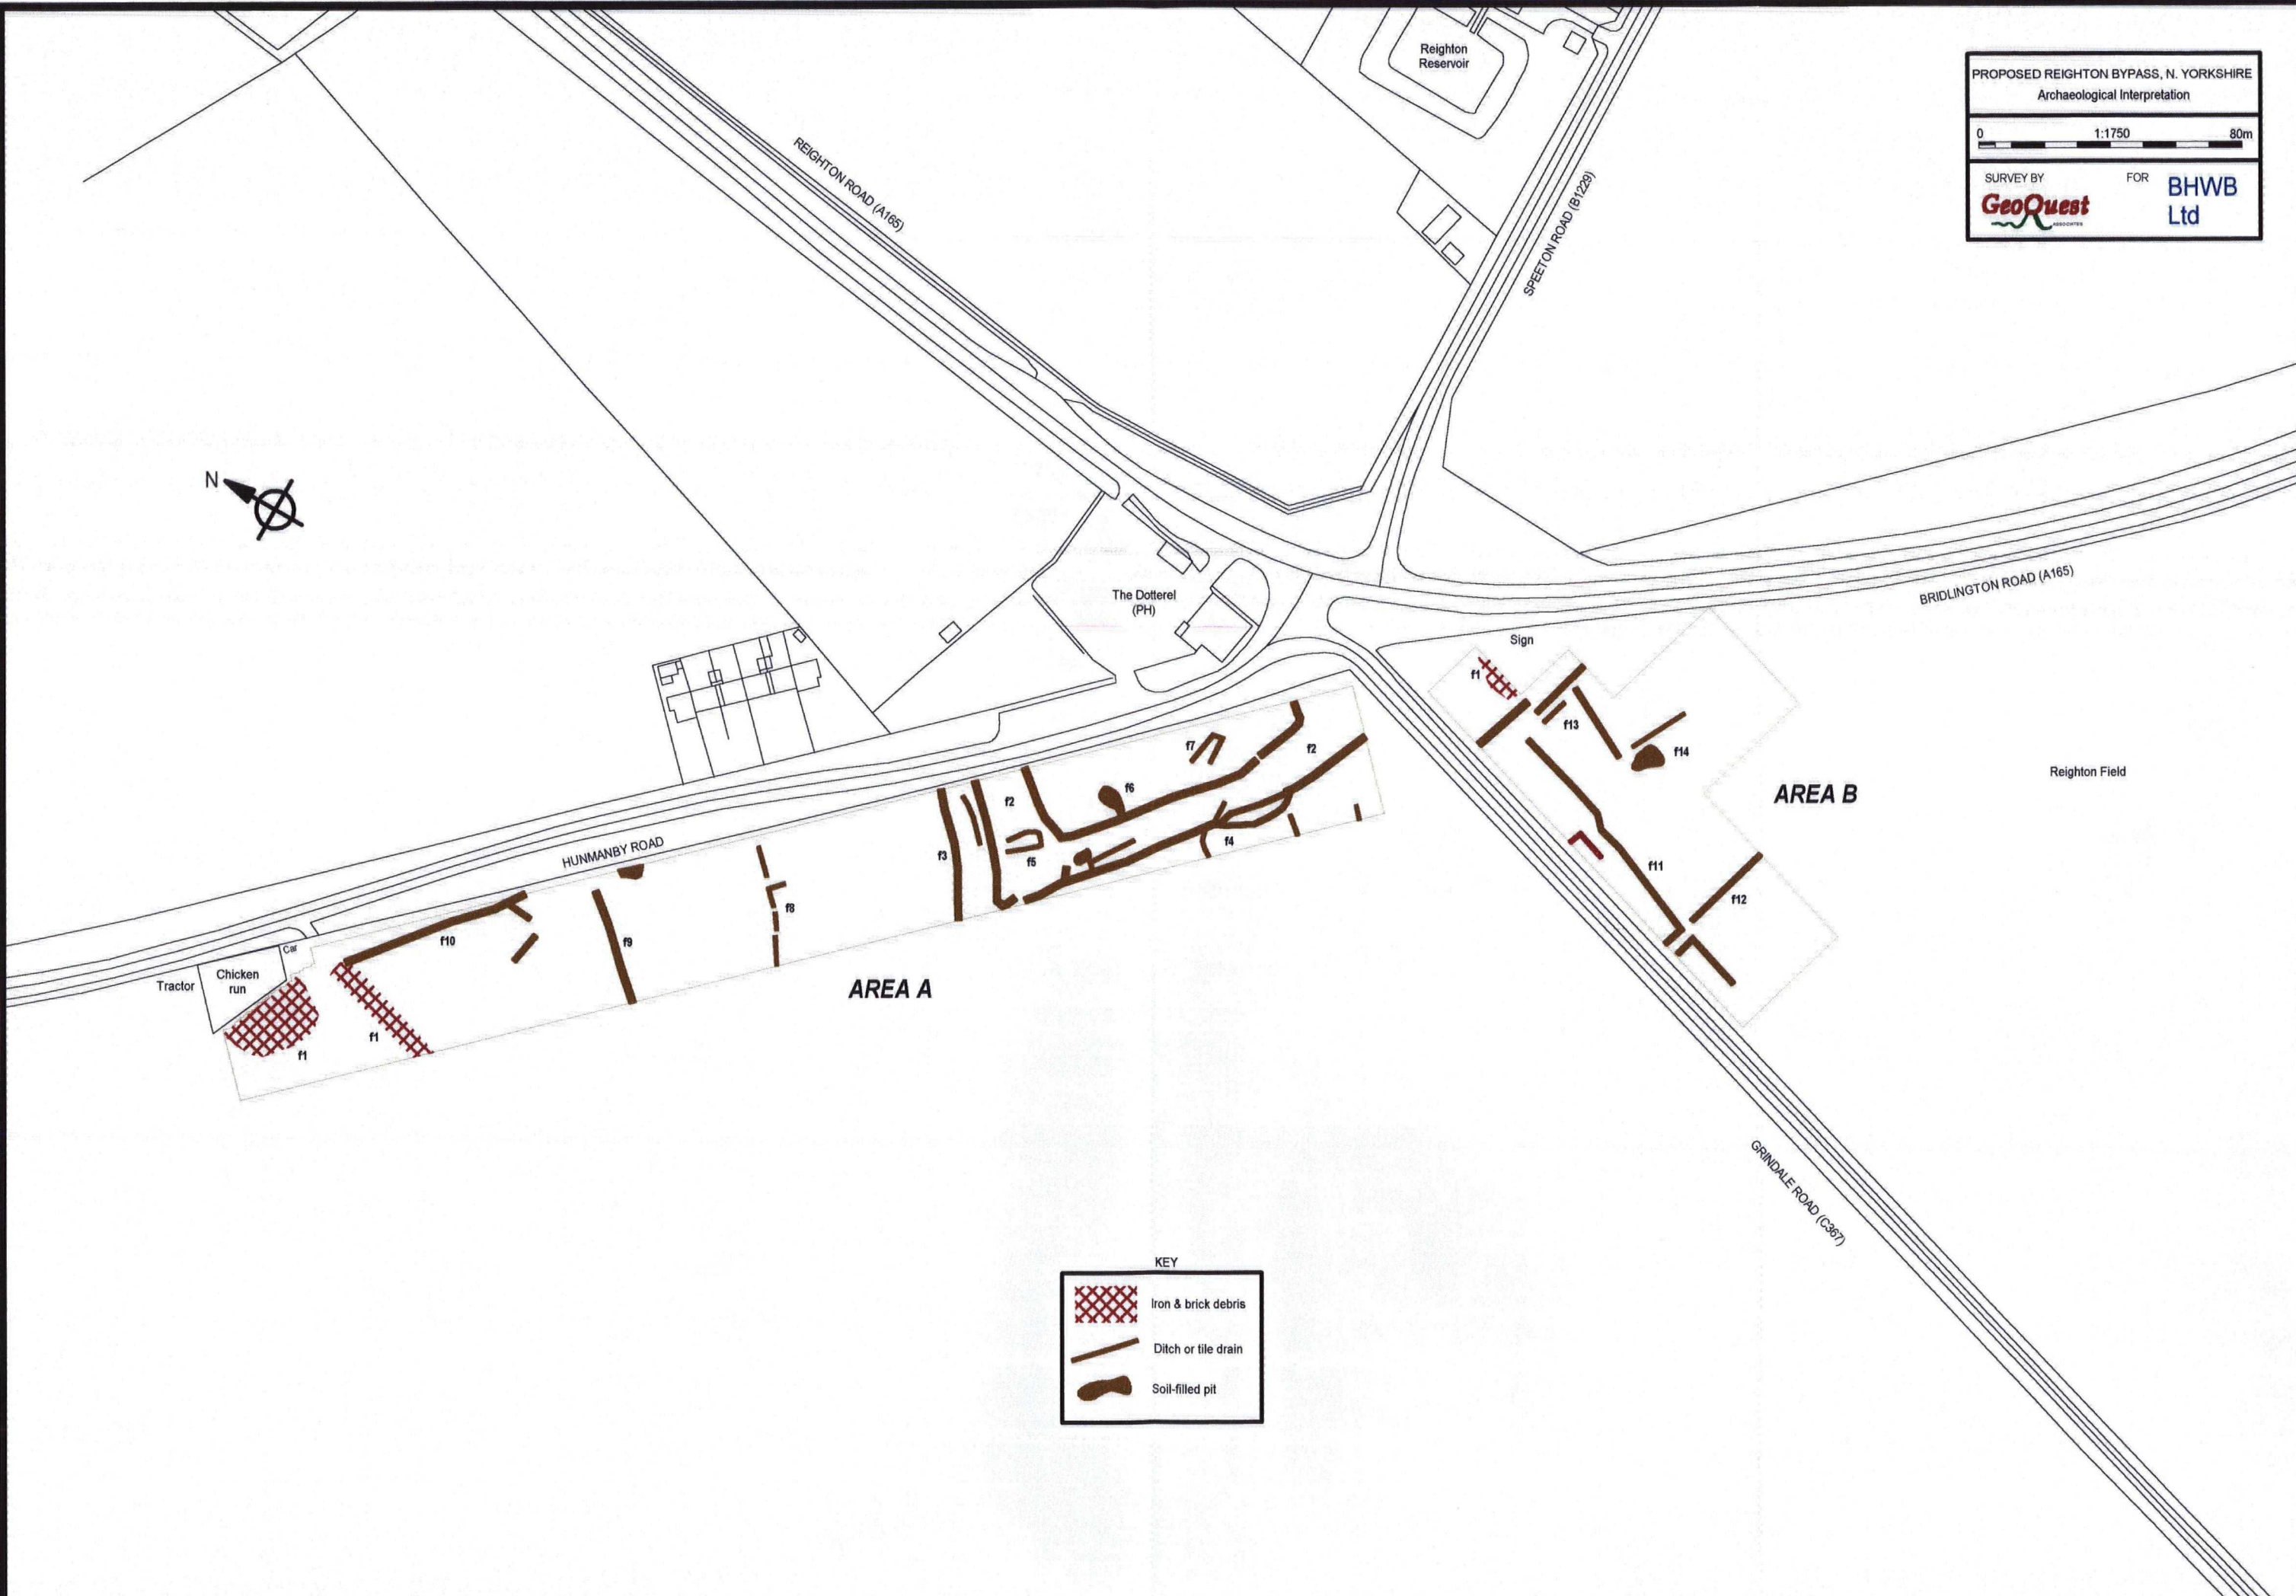 Reighton
Reservoir
PROPOSED REIGHTON BYPASS, N. YORKSHIRE
Archaeological Interpretation
0 1:1750 80m
SURVEY BY
GeoQuest
ASSOCIATES
FOR
BHWB
Ltd
REIGHTON ROAD (A165)
SPEETON ROAD (B1229)
N
The Dotterel
(PH)
BRIDLINGTON ROAD (A165)
Sign
f1
f13
f14
Reighton Field
AREA B
f7
f2
f6
f2
f5
f4
f3
HUNMANBY ROAD
f8
f11
f12
f10
f9
Car
Chicken
run
Tractor
AREA A
f1
f1
GRINDALE ROAD (C367)
KEY
Iron & brick debris
Ditch or tile drain
Soil-filled pit